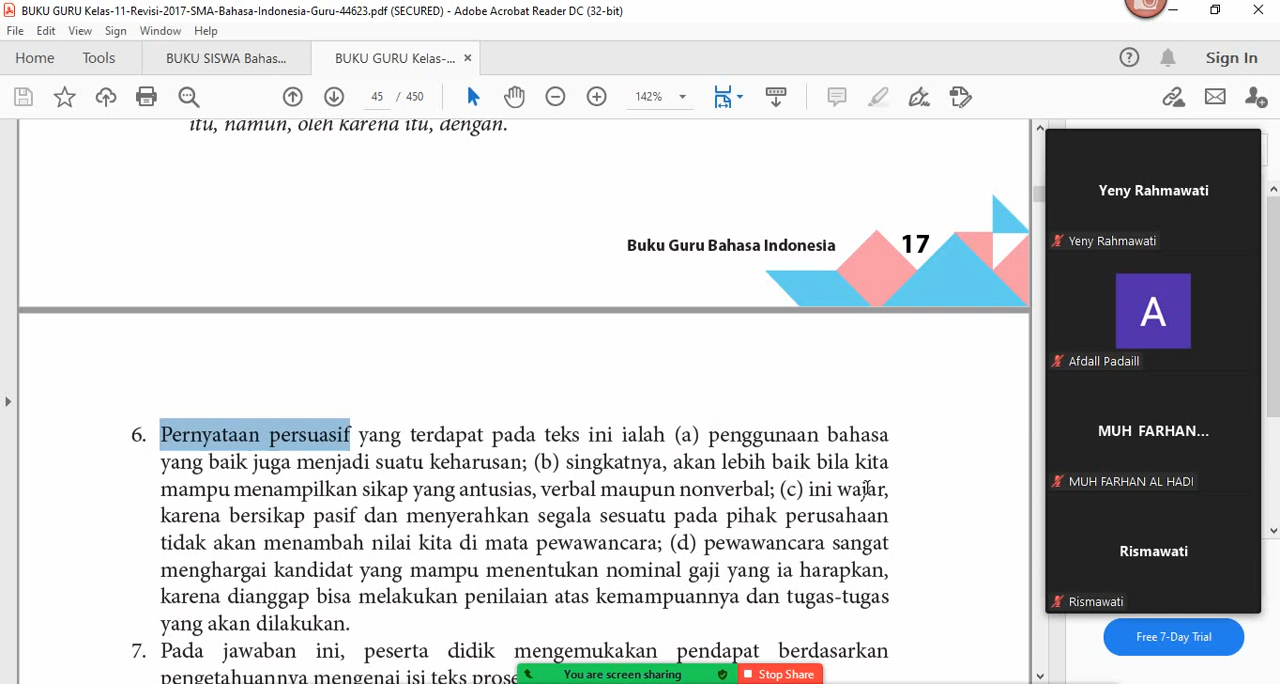 BUKU GURU Kelas-11-Revisi-2017-SMA-Bahasa-Indonesia-Guru-44623.pdf (SECURED) - Adobe Acrobat Reader DC (32-bit)
File Edit View Sign Window Help
Home Tools BUKU SISWA Bahas... BUKU GURU Kelas-... × Sign In
45 / 450 142%
itu, namun, oleh karena itu, dengan.
Buku Guru Bahasa Indonesia 17
6. Pernyataan persuasif yang terdapat pada teks ini ialah (a) penggunaan bahasa
yang baik juga menjadi suatu keharusan; (b) singkatnya, akan lebih baik bila kita
mampu menampilkan sikap yang antusias, verbal maupun nonverbal; (c) ini wajar,
karena bersikap pasif dan menyerahkan segala sesuatu pada pihak perusahaan
tidak akan menambah nilai kita di mata pewawancara; (d) pewawancara sangat
menghargai kandidat yang mampu menentukan nominal gaji yang ia harapkan,
karena dianggap bisa melakukan penilaian atas kemampuannya dan tugas-tugas
yang akan dilakukan.
7. Pada jawaban ini, peserta didik mengemukakan pendapat berdasarkan
pengetahuannya mengenai isi teks
Yeny Rahmawati
Yeny Rahmawati
A
Afdall Padaill
MUH FARHAN...
MUH FARHAN AL HADI
Rismawati
Rismawati
Free 7-Day Trial
You are screen sharing Stop Share